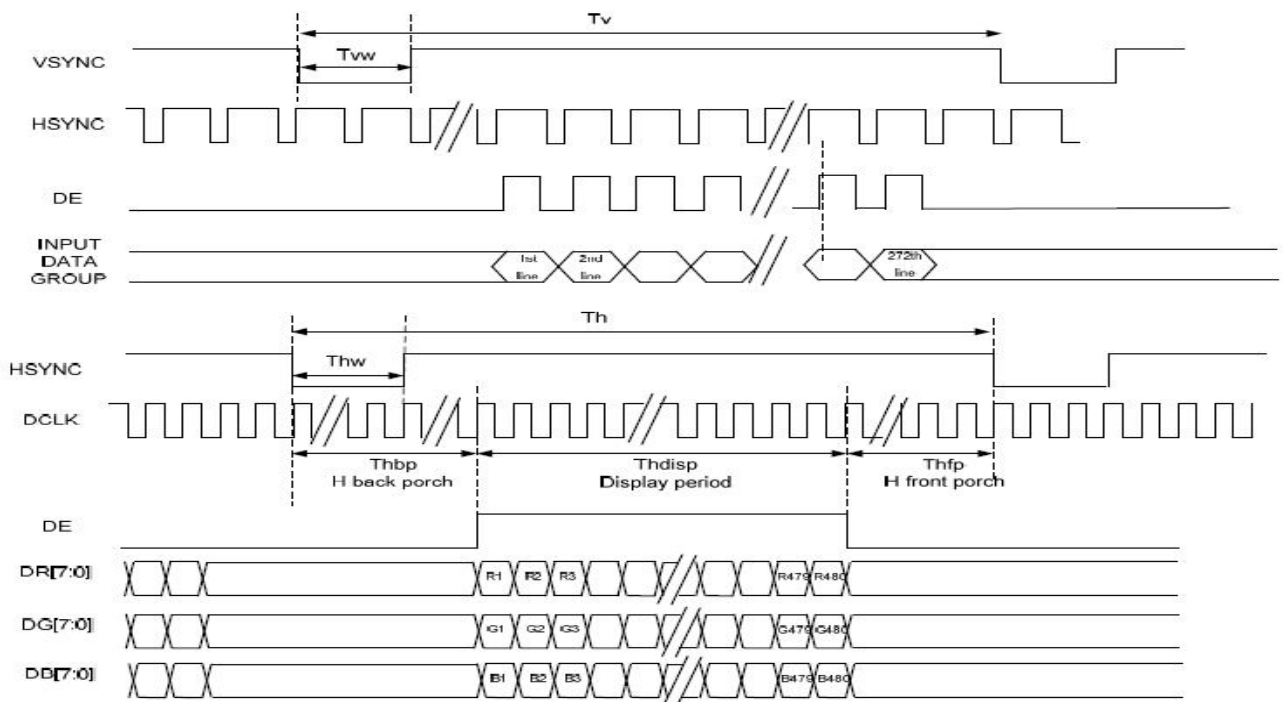 Tv
VSYNC
Tvw
HSYNC
DE
INPUT
DATA
GROUP
1st
line
2nd
line
272th
line
Th
HSYNC
Thw
DCLK
Thbp
H back porch
Thdisp
Display period
Thfp
H front porch
DE
DR[7:0]
R1 R2 R3 R479 R480
DG[7:0]
G1 G2 G3 G479 G480
DB[7:0]
B1 B2 B3 B479 B480